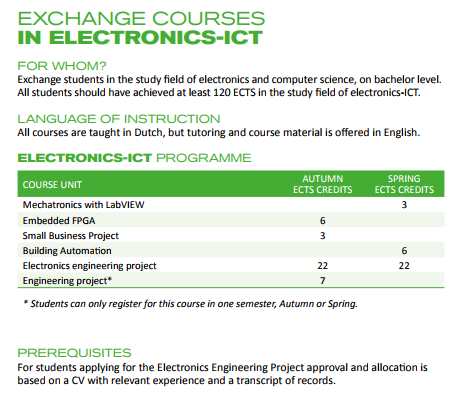 EXCHANGE COURSES
IN ELECTRONICS-ICT
FOR WHOM?
Exchange students in the study field of electronics and computer science, on bachelor level.
All students should have achieved at least 120 ECTS in the study field of electronics-ICT.
LANGUAGE OF INSTRUCTION
All courses are taught in Dutch, but tutoring and course material is offered in English.
ELECTRONICS-ICT PROGRAMME
COURSE UNIT AUTUMN ECTS CREDITS SPRING ECTS CREDITS
Mechatronics with LabVIEW 3
Embedded FPGA 6
Small Business Project 3
Building Automation 6
Electronics engineering project 22 22
Engineering project* 7
* Students can only register for this course in one semester, Autumn or Spring.
PREREQUISITES
For students applying for the Electronics Engineering Project approval and allocation is
based on a CV with relevant experience and a transcript of records.